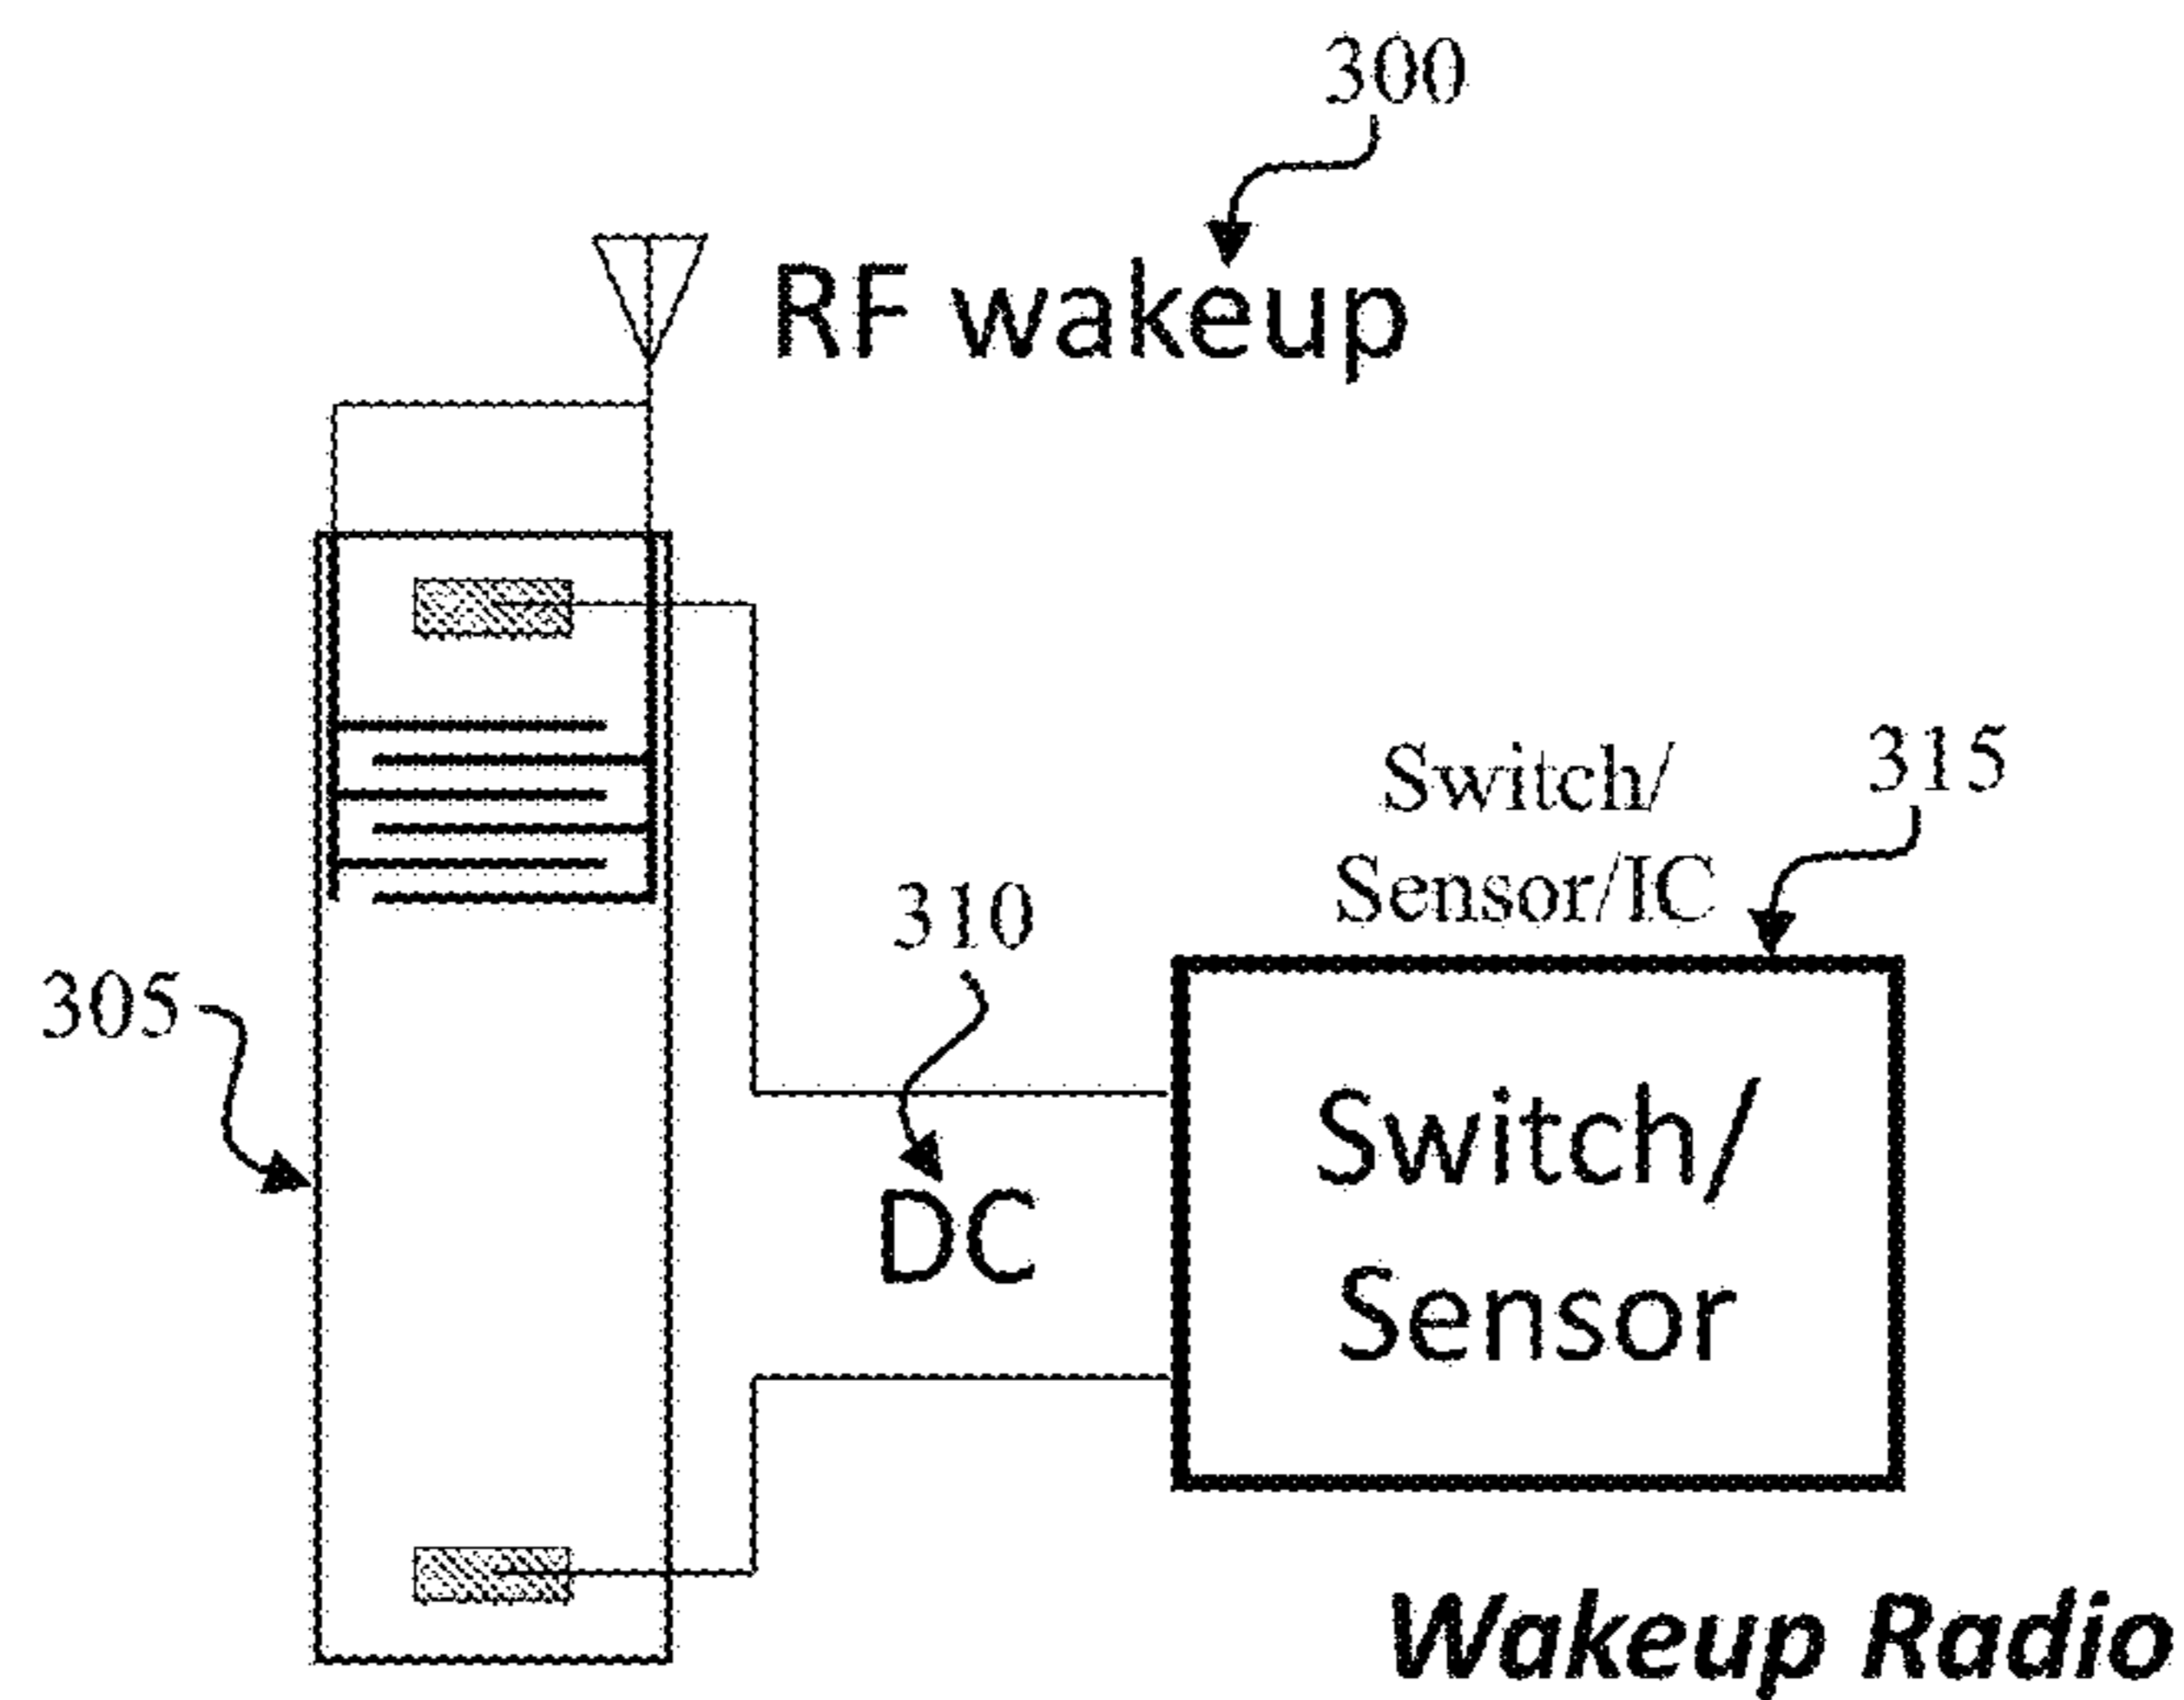 300
RF wakeup
Switch/
Sensor/IC
315
310
305
DC
Switch/
Sensor
Wakeup Radio